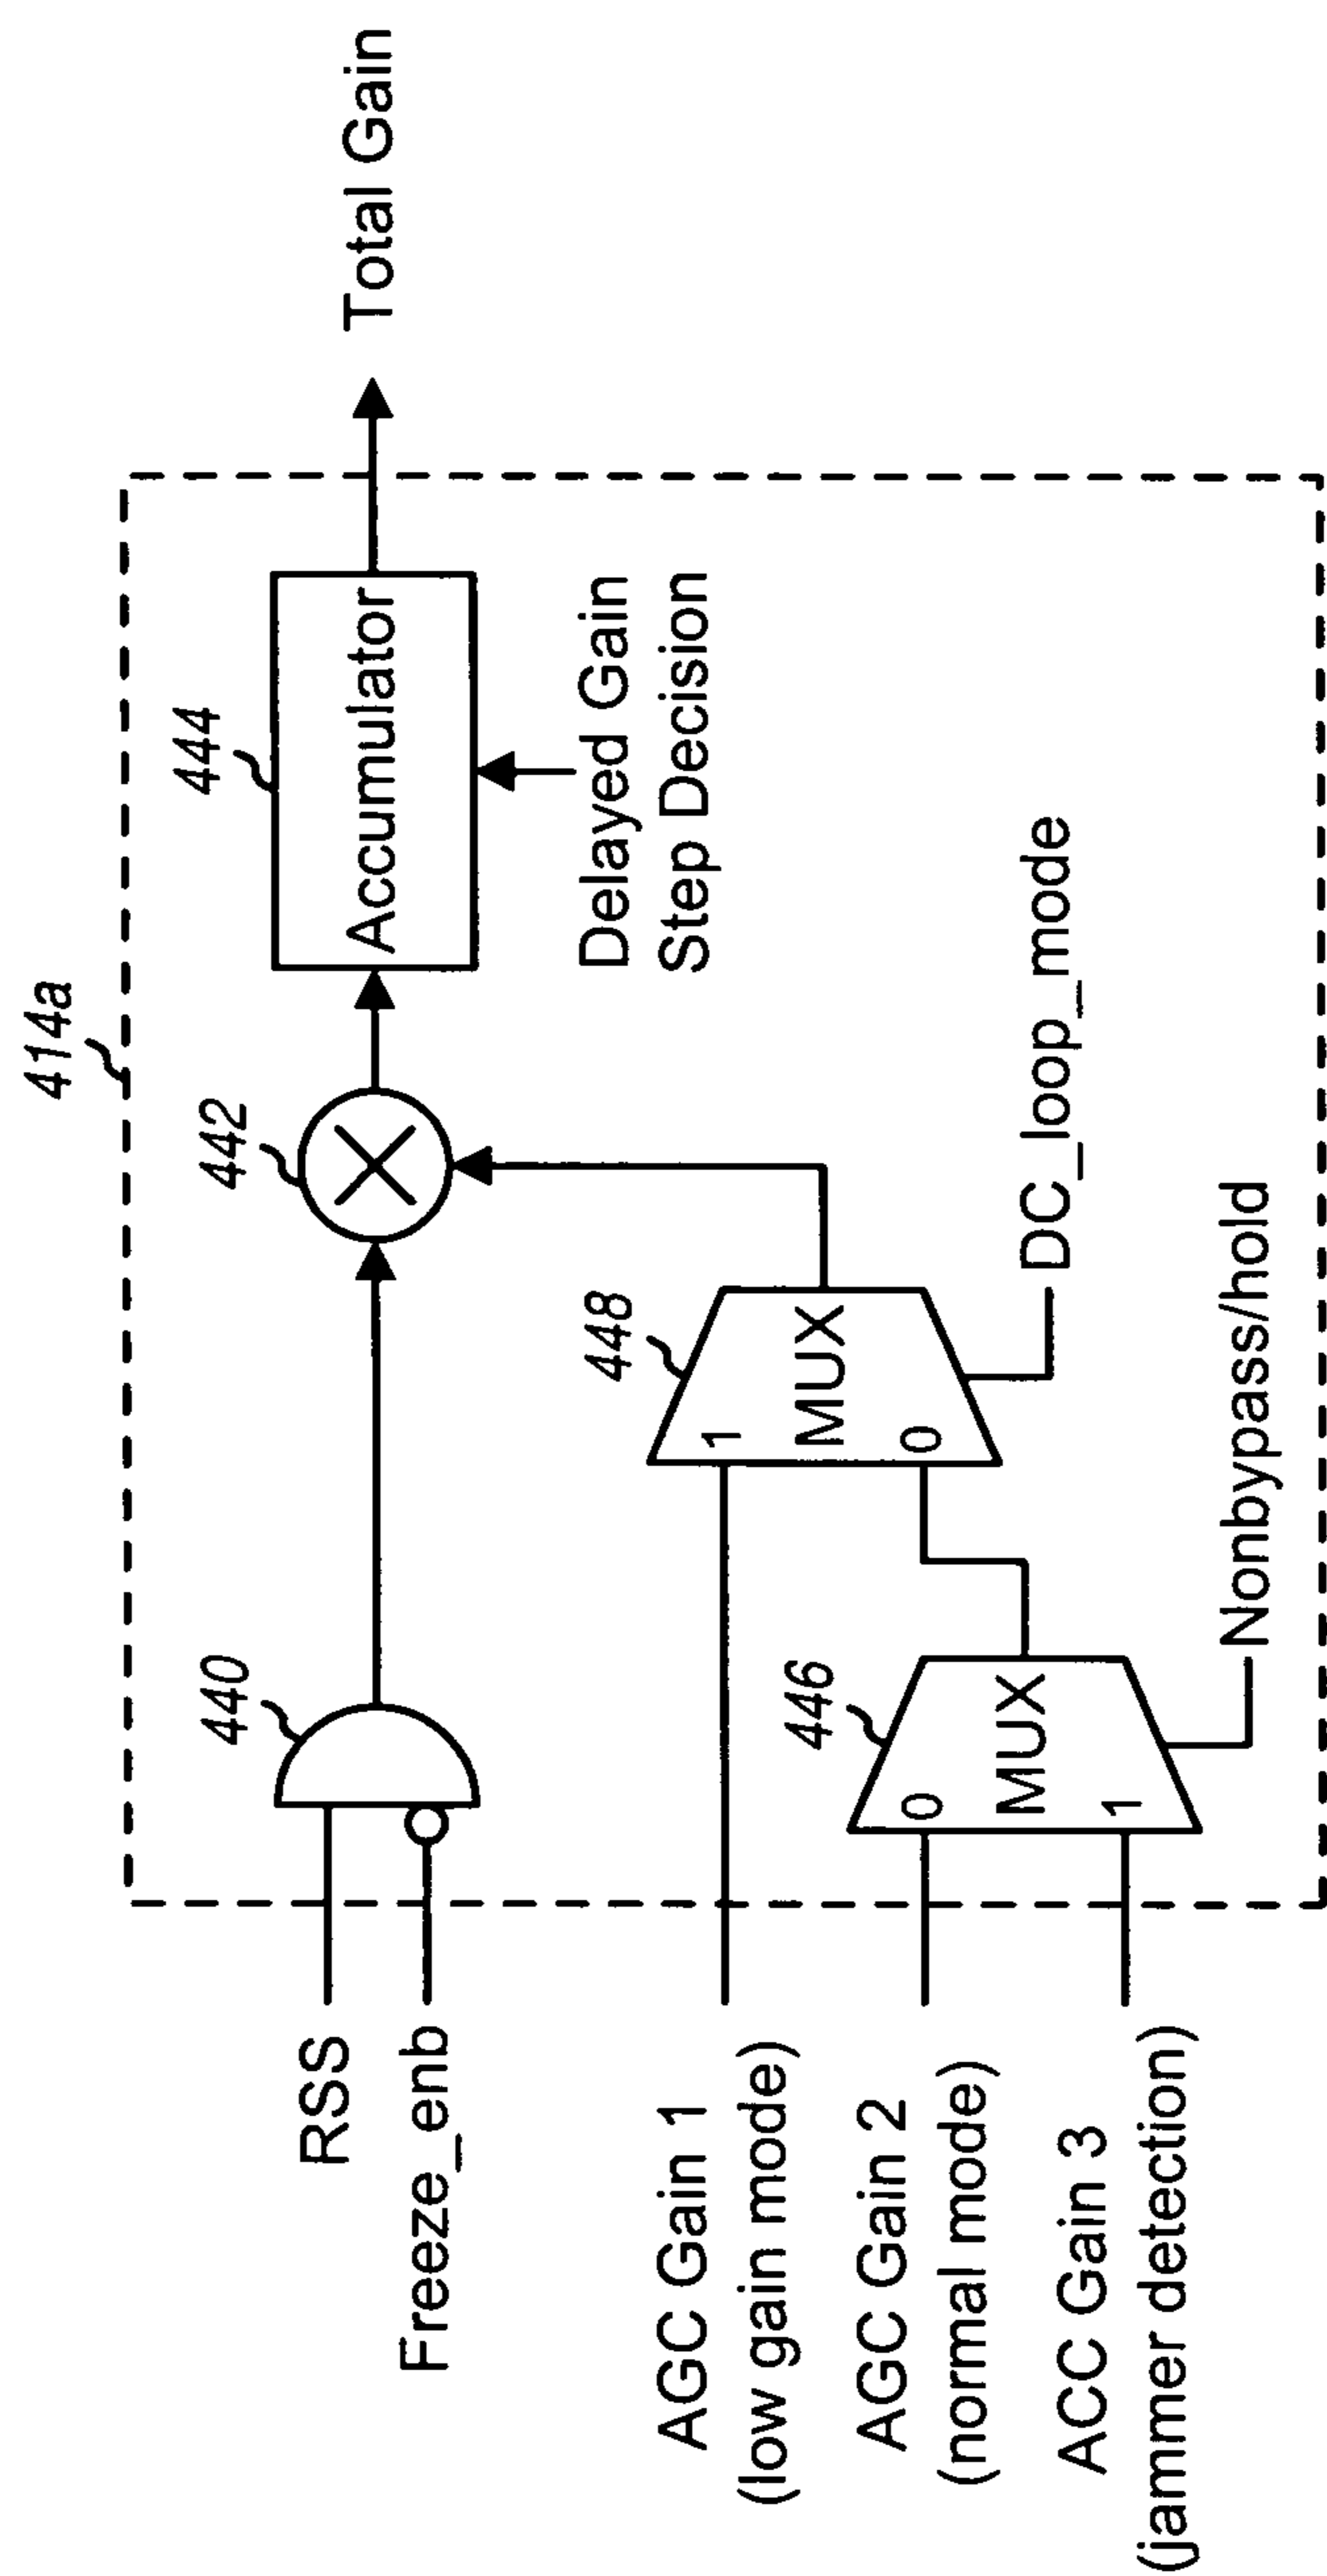 414a
RSS
Freeze_enb
440
442
444
Accumulator
Total Gain
Delayed Gain
Step Decision
AGC Gain 1
(low gain mode)
448
1
MUX
0
DC_loop_mode
AGC Gain 2
(normal mode)
446
0
MUX
1
Nonbypass/hold
ACC Gain 3
(jammer detection)